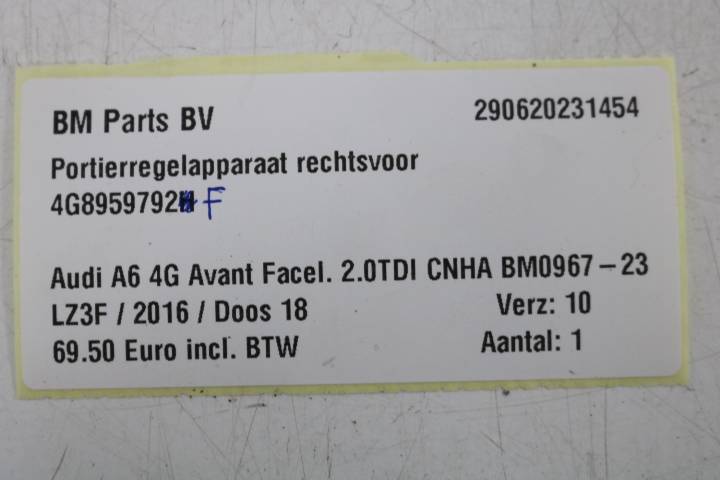 BM Parts BV 290620231454
Portierregelapparaat rechtsvoor
4G8959792 F
Audi A6 4G Avant Facel. 2.0TDI CNHA BM0967-23
LZ3F / 2016 / Doos 18 Verz: 10
69.50 Euro incl. BTW Aantal: 1